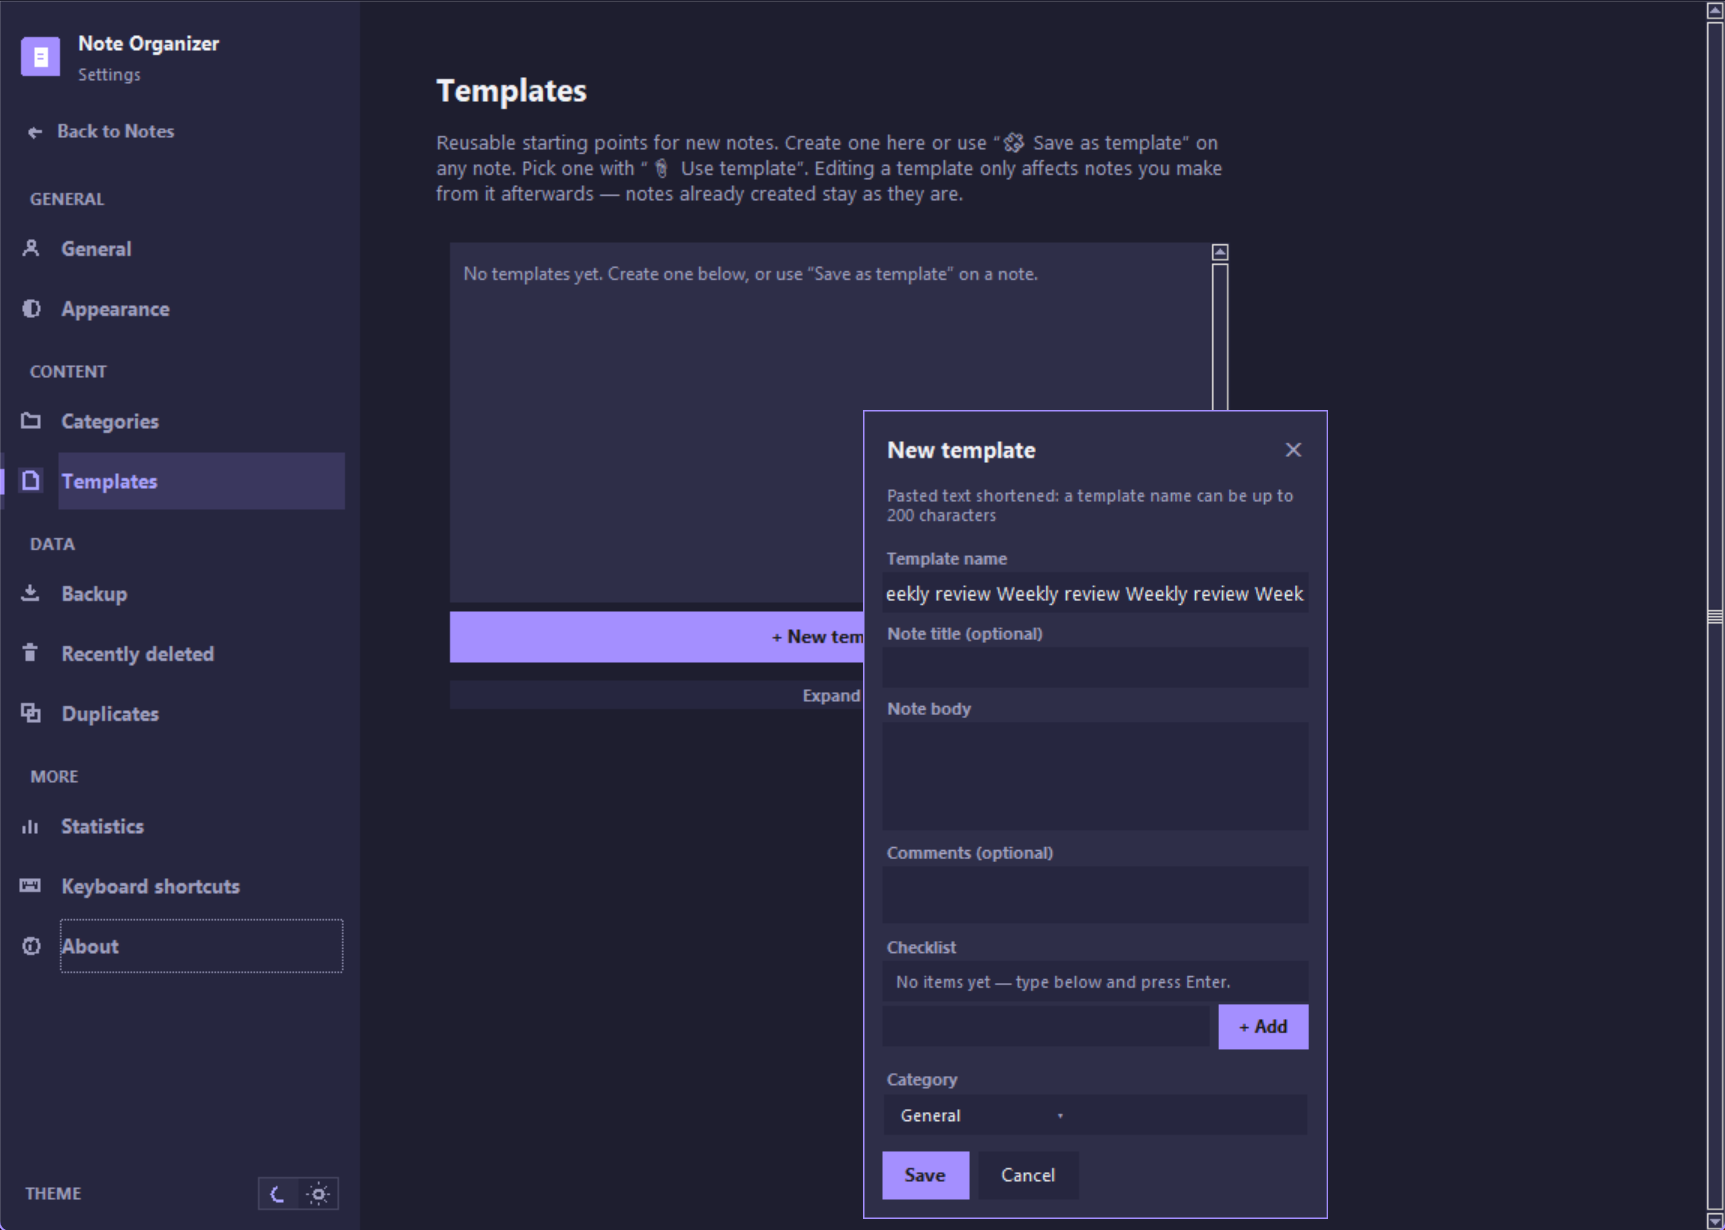 Note Organizer
Settings
Back to Notes
GENERAL
General
Appearance
CONTENT
Categories
Templates
DATA
Backup
Recently deleted
Duplicates
MORE
Statistics
Keyboard shortcuts
About
THEME
Templates
Reusable starting points for new notes. Create one here or use “ Save as template” on
any note. Pick one with “ Use template”. Editing a template only affects notes you make
from it afterwards — notes already created stay as they are.
No templates yet. Create one below, or use “Save as template” on a note.
+ New tem
Expand
New template
Pasted text shortened: a template name can be up to
200 characters
Template name
eekly review Weekly review Weekly review Week
Note title (optional)
Note body
Comments (optional)
Checklist
No items yet — type below and press Enter.
+ Add
Category
General
Save
Cancel